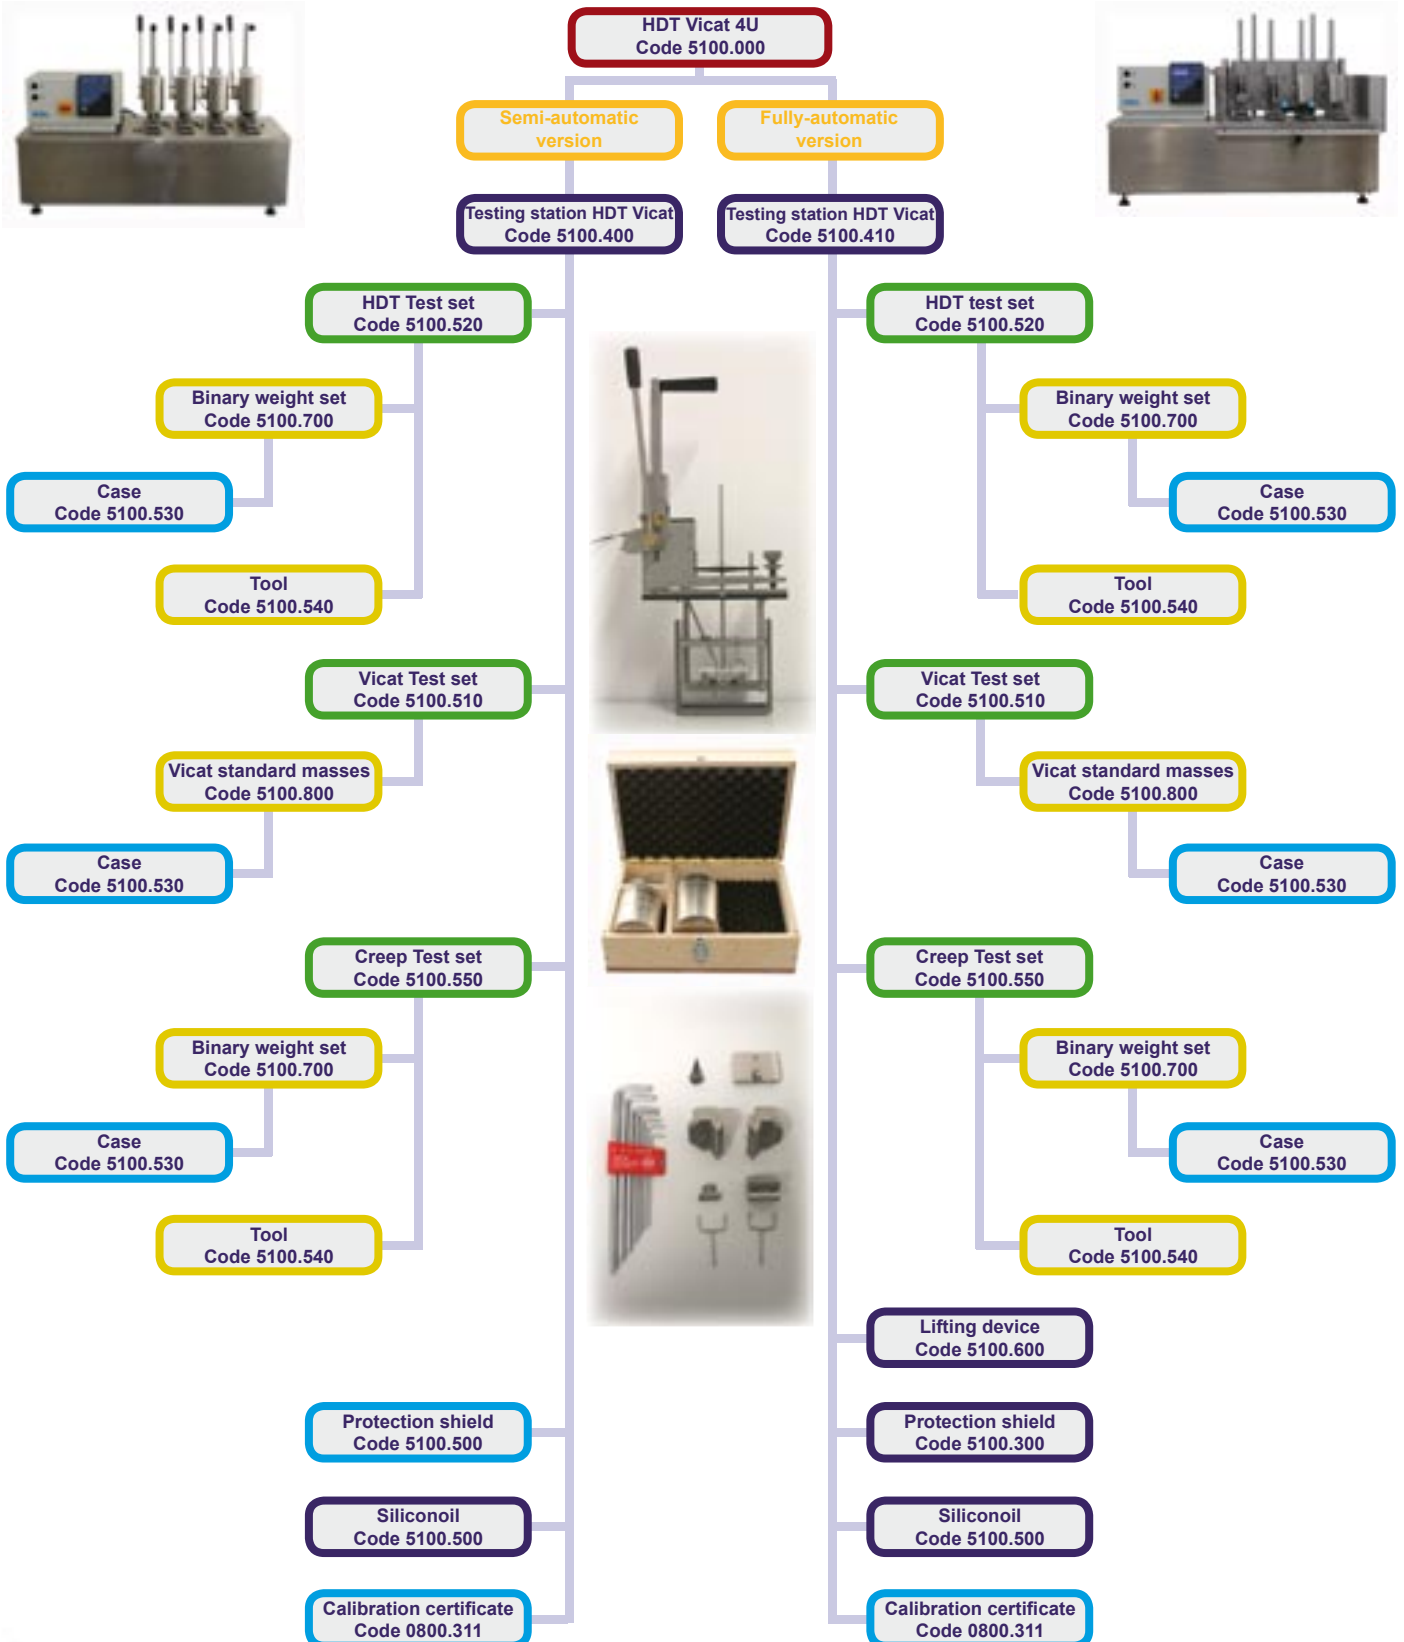 HDT Vicat 4U
Code 5100.000
Semi-automatic
version
Fully-automatic
version
Testing station HDT Vicat
Code 5100.400
Testing station HDT Vicat
Code 5100.410
HDT Test set
Code 5100.520
HDT test set
Code 5100.520
Binary weight set
Code 5100.700
Binary weight set
Code 5100.700
Case
Code 5100.530
Case
Code 5100.530
Tool
Code 5100.540
Tool
Code 5100.540
Vicat Test set
Code 5100.510
Vicat Test set
Code 5100.510
Vicat standard masses
Code 5100.800
Vicat standard masses
Code 5100.800
Case
Code 5100.530
Case
Code 5100.530
Creep Test set
Code 5100.550
Creep Test set
Code 5100.550
Binary weight set
Code 5100.700
Binary weight set
Code 5100.700
Case
Code 5100.530
Case
Code 5100.530
Tool
Code 5100.540
Tool
Code 5100.540
Lifting device
Code 5100.600
Protection shield
Code 5100.500
Protection shield
Code 5100.300
Siliconoil
Code 5100.500
Siliconoil
Code 5100.500
Calibration certificate
Code 0800.311
Calibration certificate
Code 0800.311